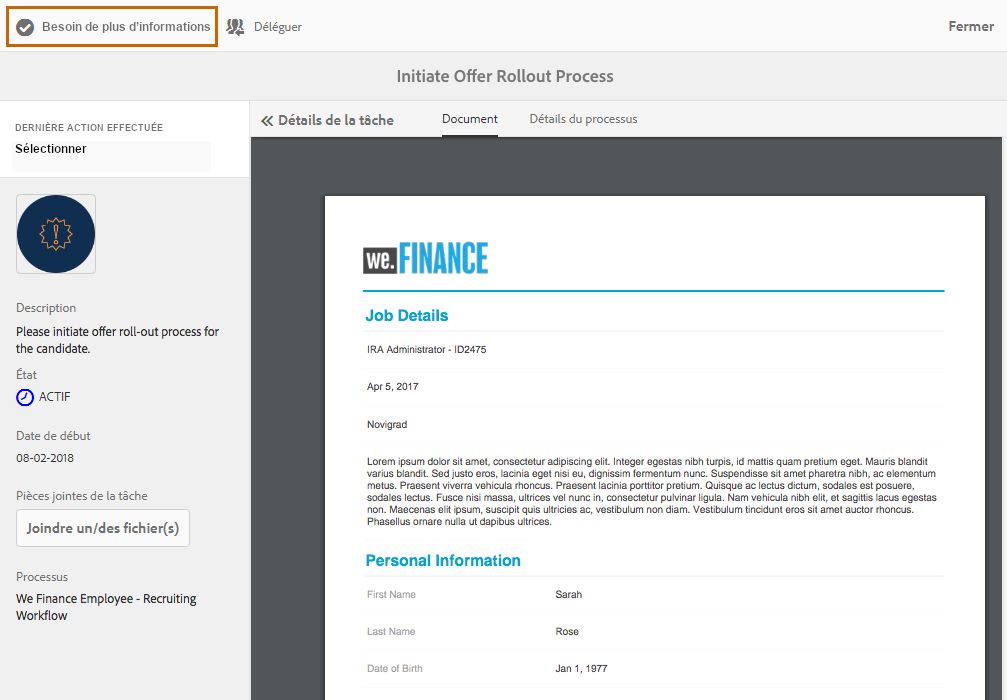 Besoin de plus d'informations
Déléguer
Fermer
Initiate Offer Rollout Process
DERNIÈRE ACTION EFFECTUÉE
Sélectionner
Description
Please initiate offer roll-out process for
the candidate.
État
ACTIF
Date de début
08-02-2018
Pièces jointes de la tâche
Joindre un/des fichier(s)
Processus
We Finance Employee - Recruiting
Workflow
« Détails de la tâche
Document
Détails du processus
we.FINANCE
Job Details
IRA Administrator - ID2475
Apr 5, 2017
Novigrad
Lorem ipsum dolor sit amet, consectetur adipiscing elit. Integer egestas nibh turpis, id mattis quam pretium eget. Mauris blandit
varius blandit. Sed justo eros, lacinia eget nisi eu, dignissim fermentum nunc. Suspendisse sit amet pharetra nibh, ac elementum
metus. Praesent viverra vehicula rhoncus. Praesent lacinia porttitor pretium. Quisque ac lectus dictum, sodales est posuere,
sodales lectus. Fusce nisi massa, ultrices vel nunc in, consectetur pulvinar ligula. Nam vehicula nibh elit, et sagittis lacus egestas
non. Maecenas elit ipsum, suscipit quis ultricies ac, vestibulum non diam. Vestibulum tincidunt eros sit amet auctor rhoncus.
Phasellus ornare nulla ut dapibus ultrices.
Personal Information
First Name Sarah
Last Name Rose
Date of Birth Jan 1, 1977